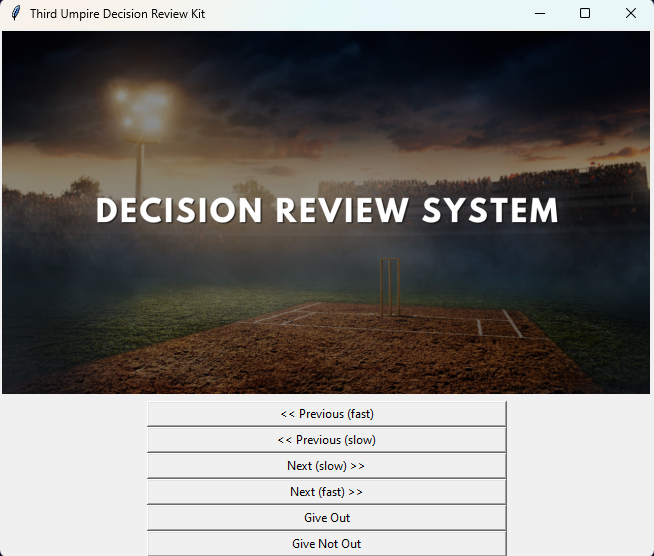 Third Umpire Decision Review Kit
DECISION REVIEW SYSTEM
<< Previous (fast)
<< Previous (slow)
Next (slow) >>
Next (fast) >>
Give Out
Give Not Out